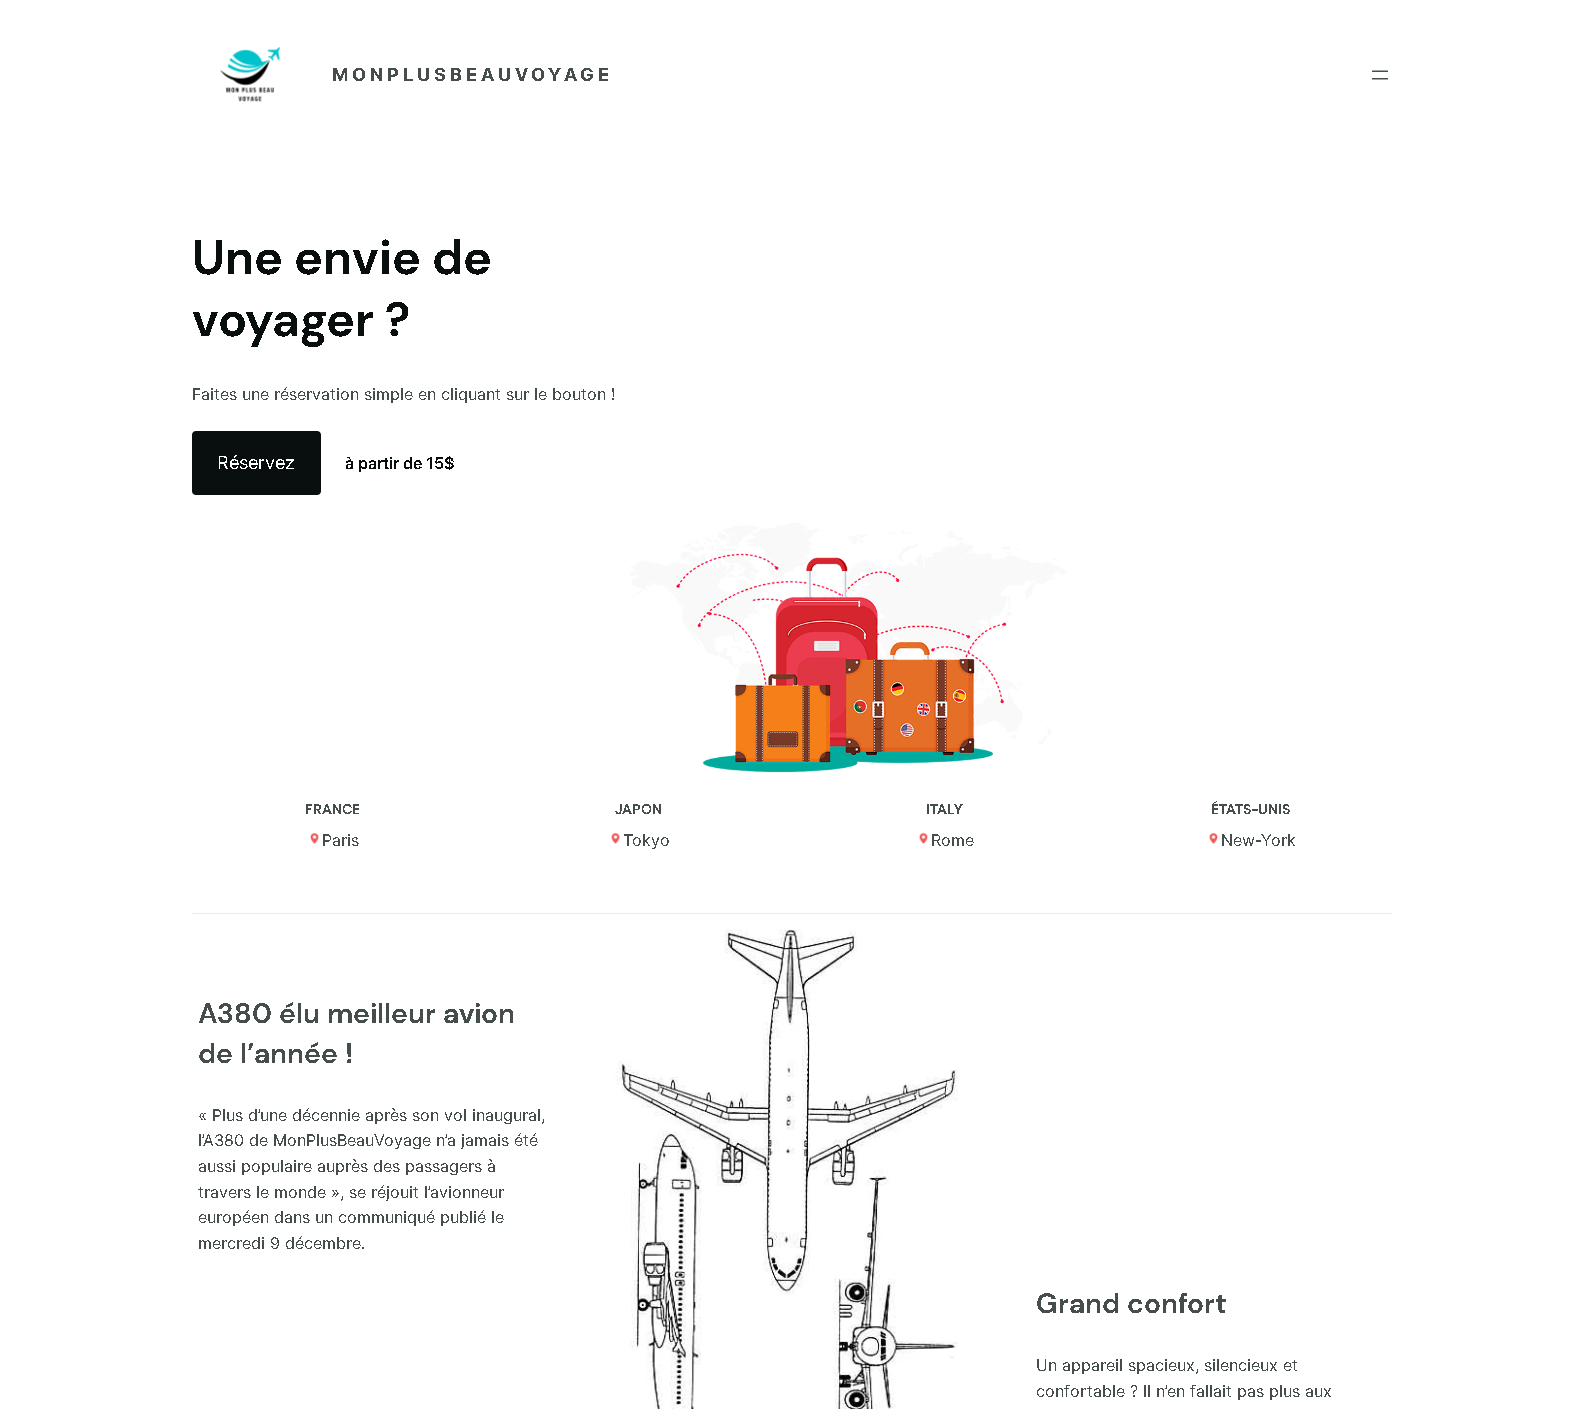 MON PLUS BEAU
VOYAGE
MONPLUSBEAUVOYAGE
Une envie de
voyager ?
Faites une réservation simple en cliquant sur le bouton !
Réservez
à partir de 15$
FRANCE
Paris
JAPON
Tokyo
ITALY
Rome
ÉTATS-UNIS
New-York
A380 élu meilleur avion
de l’année !
« Plus d’une décennie après son vol inaugural,
l’A380 de MonPlusBeauVoyage n’a jamais été
aussi populaire auprès des passagers à
travers le monde », se réjouit l’avionneur
européen dans un communiqué publié le
mercredi 9 décembre.
Grand confort
Un appareil spacieux, silencieux et
confortable ? Il n’en fallait pas plus aux